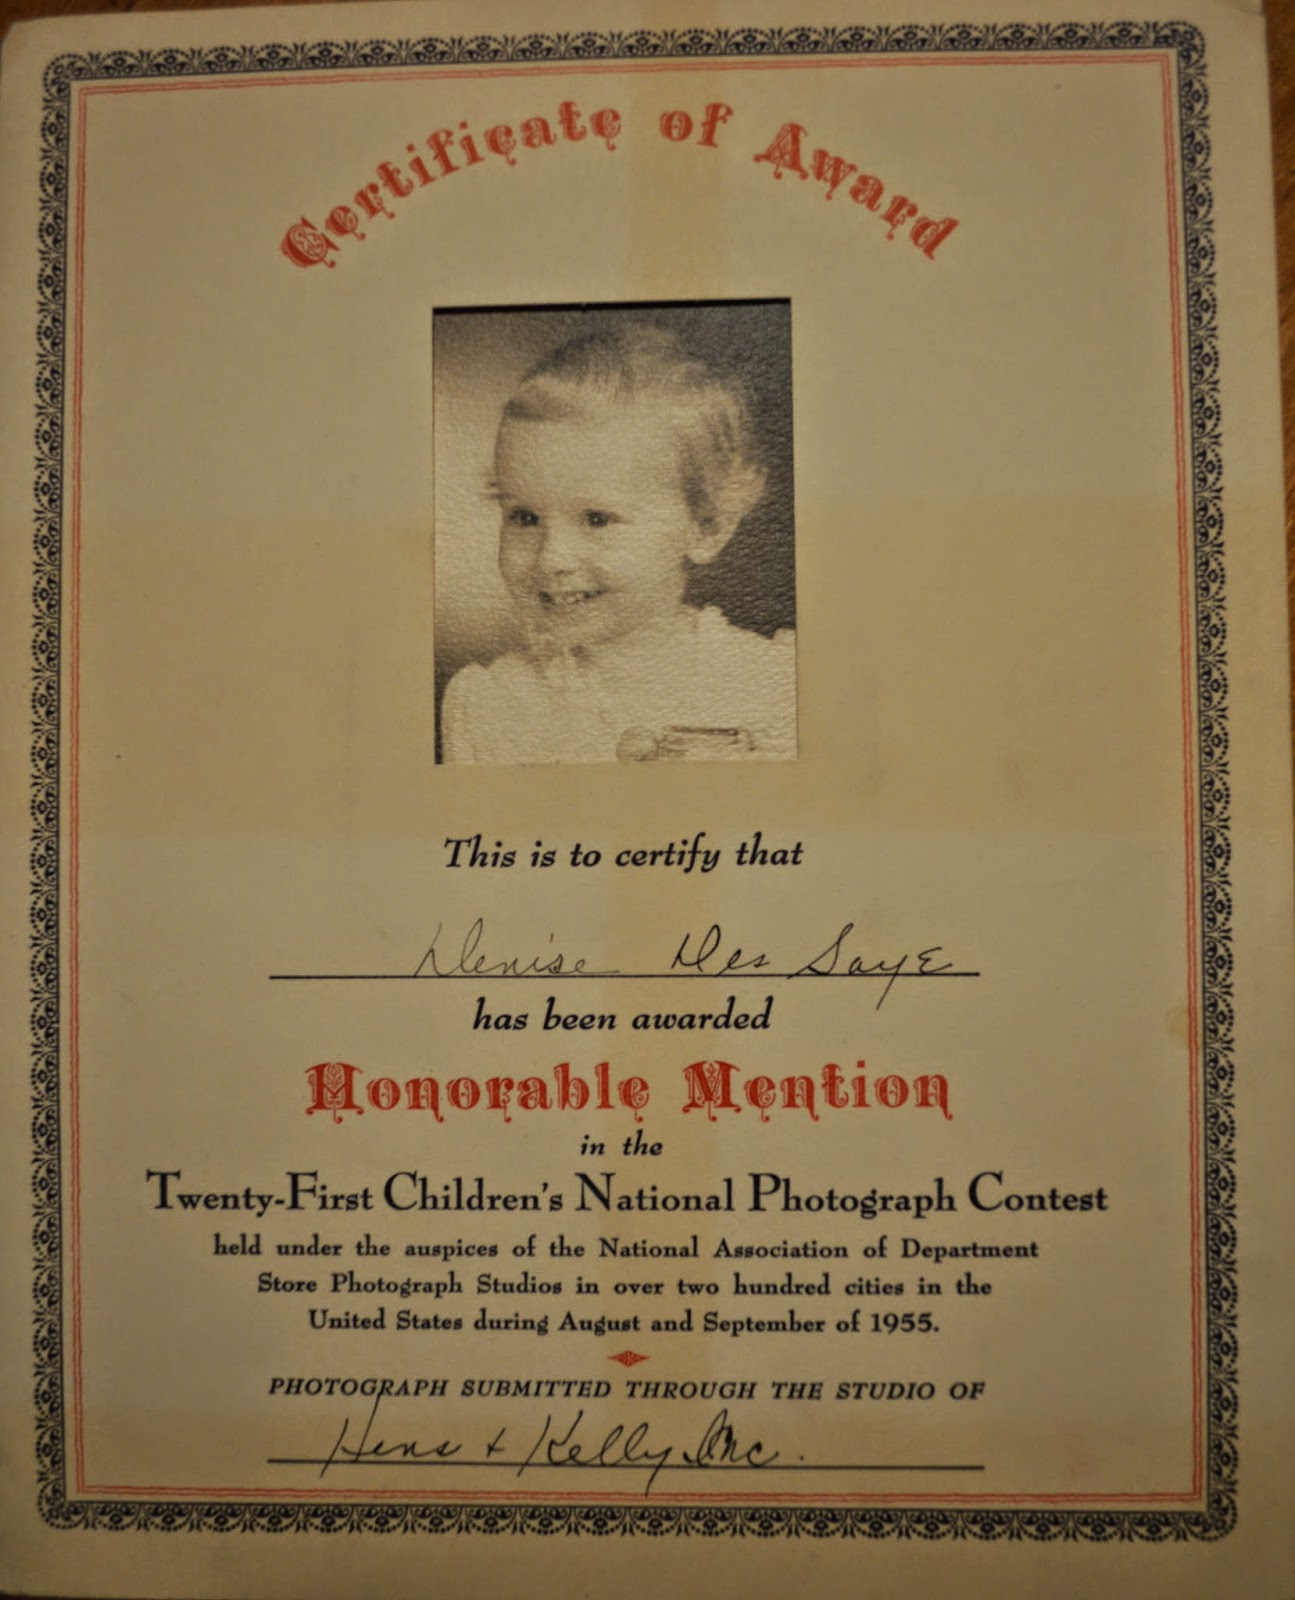 Certificate of Award
This is to certify that
Denise Des Saye
has been awarded
Honorable Mention
in the
Twenty-First Children's National Photograph Contest
held under the auspices of the National Association of Department
Store Photograph Studios in over two hundred cities in the
United States during August and September of 1955.
PHOTOGRAPH SUBMITTED THROUGH THE STUDIO OF
Hens + Kelly, Inc.